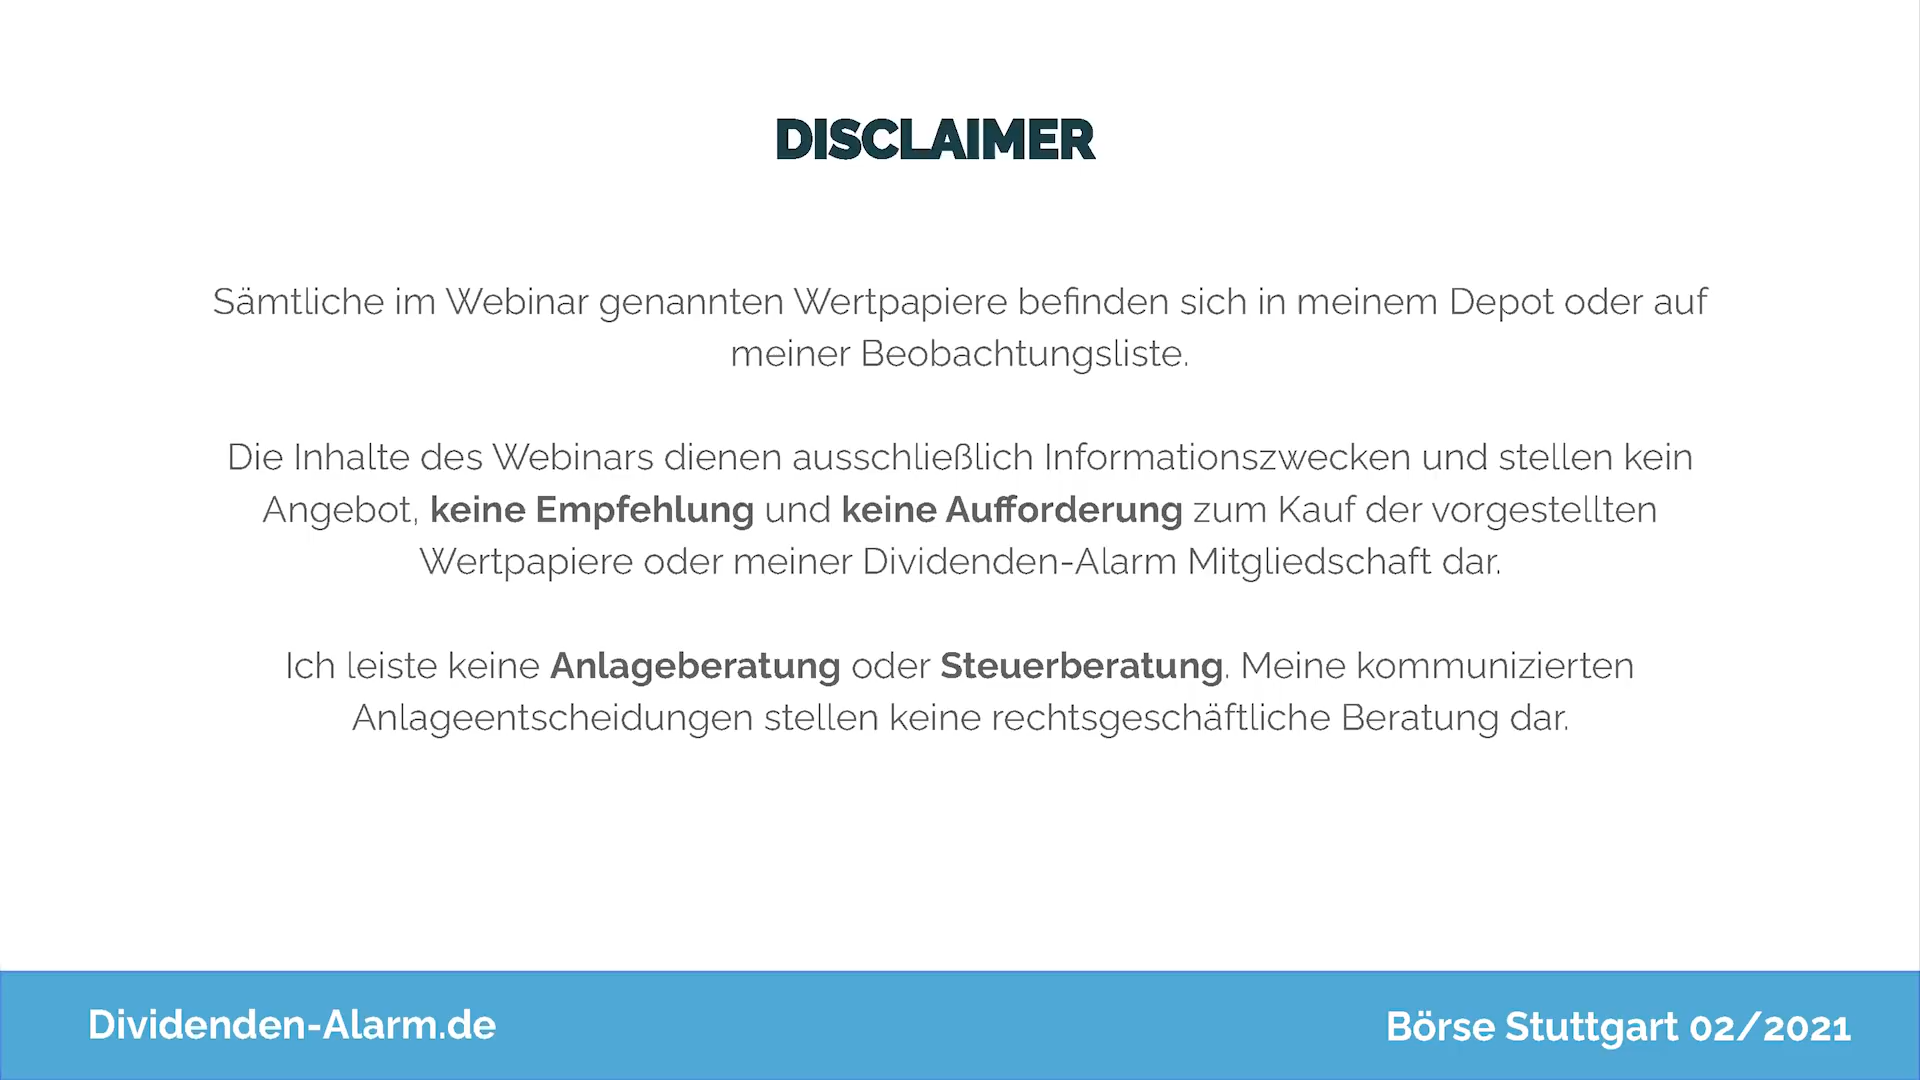 DISCLAIMER
Sämtliche im Webinar genannten Wertpapiere befinden sich in meinem Depot oder auf
meiner Beobachtungsliste.
Die Inhalte des Webinars dienen ausschließlich Informationszwecken und stellen kein
Angebot, keine Empfehlung und keine Aufforderung zum Kauf der vorgestellten
Wertpapiere oder meiner Dividenden-Alarm Mitgliedschaft dar.
Ich leiste keine Anlageberatung oder Steuerberatung. Meine kommunizierten
Anlageentscheidungen stellen keine rechtsgeschäftliche Beratung dar.
Dividenden-Alarm.de
Börse Stuttgart 02/2021